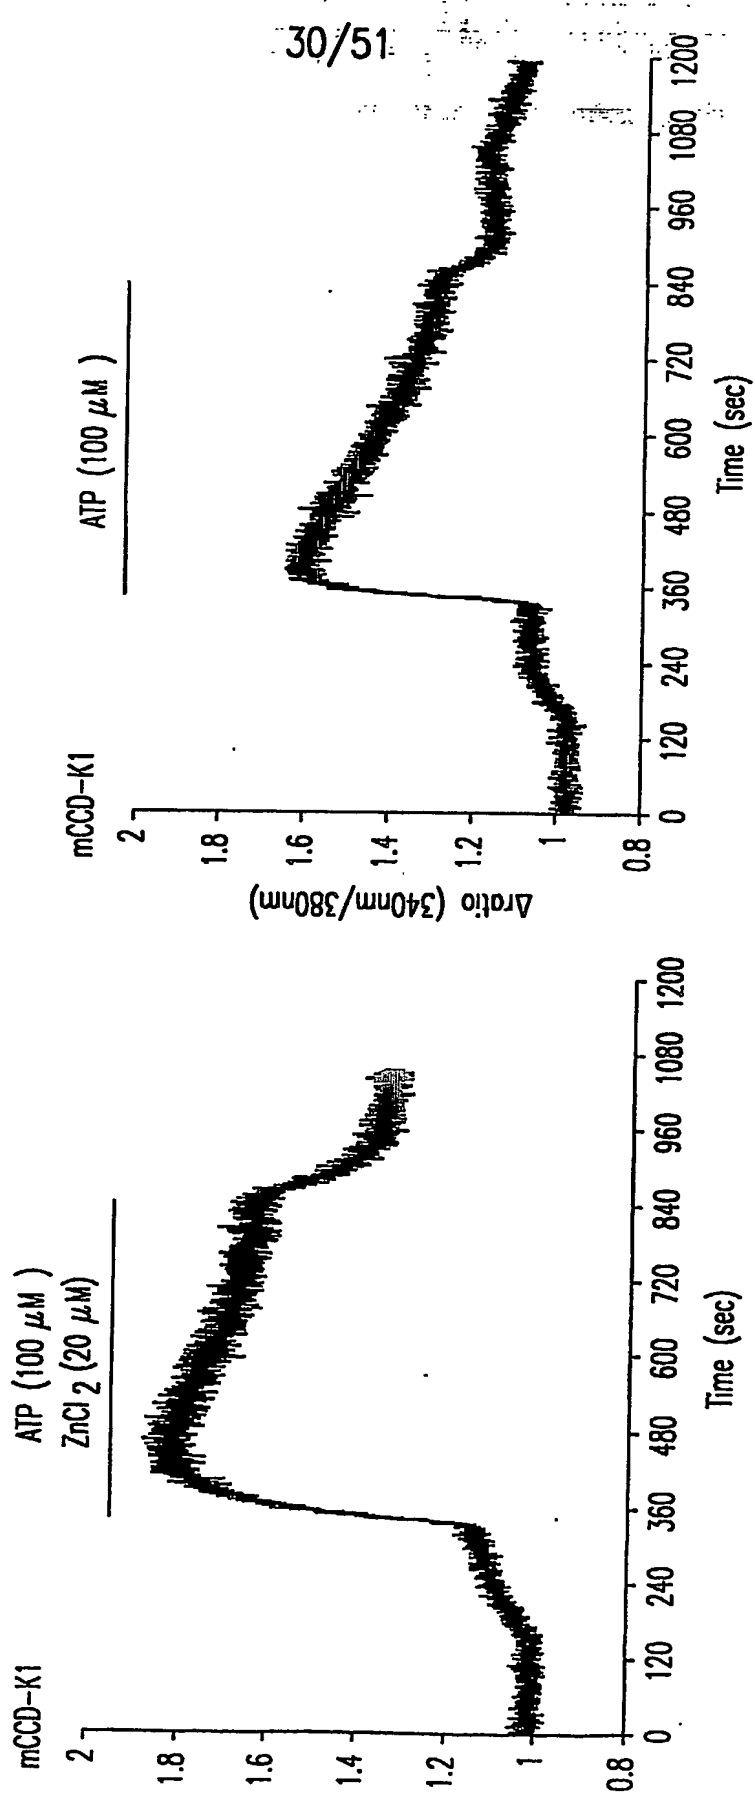 30/51
mCCD-K1
ATP (100 μM )
ZnCl2 (20 μM)
2
1.8
1.6
1.4
1.2
1
0.8
0 120 240 360 480 600 720 840 960 1080 1200
Time (sec)
mCCD-K1
ATP (100 μM )
Δratio (340nm/380nm)
2
1.8
1.6
1.4
1.2
1
0.8
0 120 240 360 480 600 720 840 960 1080 1200
Time (sec)